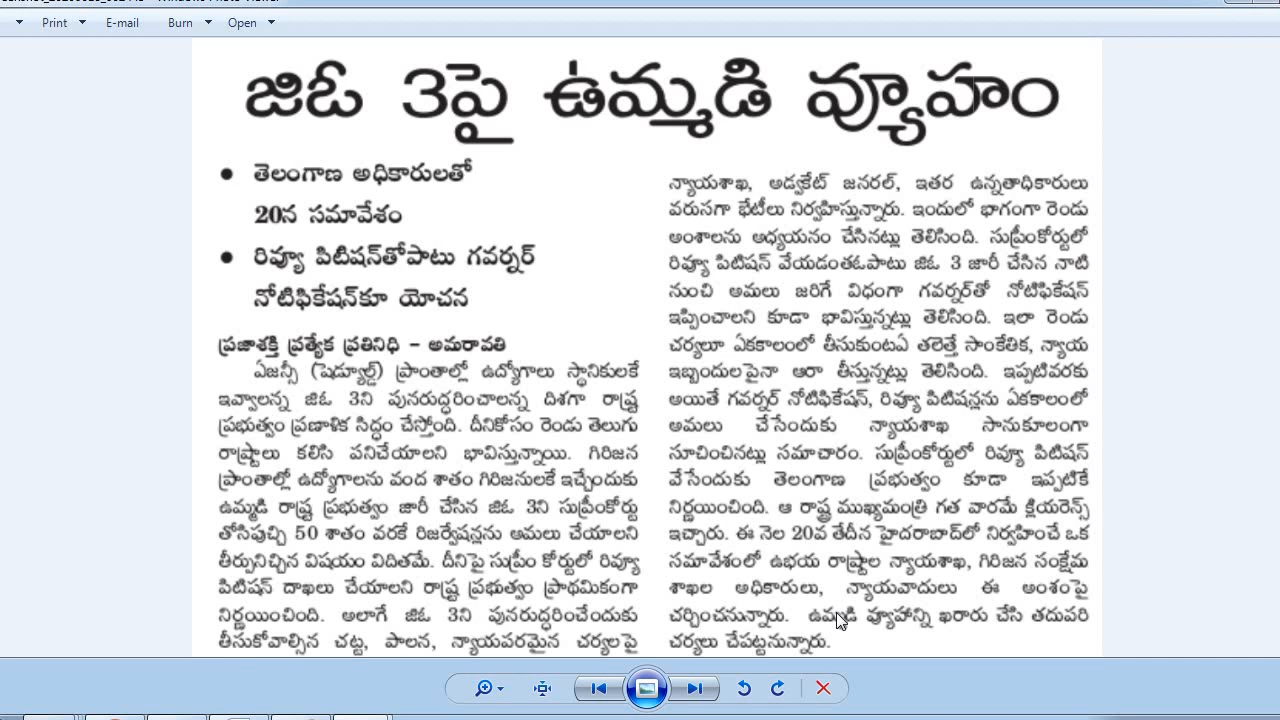 Print
E-mail
Burn
Open
జిఓ 3పై ఉమ్మడి వ్యూహం
● తెలంగాణ అధికారులతో
20న సమావేశం
● రివ్యూ పిటిషన్‌తోపాటు గవర్నర్
నోటిఫికేషన్‌కూ యోచన
ప్రజాశక్తి ప్రత్యేక ప్రతినిధి - అమరావతి
ఏజన్సీ (షెడ్యూల్డ్) ప్రాంతాల్లో ఉద్యోగాలు స్థానికులకే
ఇవ్వాలన్న జిఓ 3ని పునరుద్ధరించాలన్న దిశగా రాష్ట్ర
ప్రభుత్వం ప్రణాళిక సిద్ధం చేస్తోంది. దీనికోసం రెండు తెలుగు
రాష్ట్రాలు కలిసి పనిచేయాలని భావిస్తున్నాయి. గిరిజన
ప్రాంతాల్లో ఉద్యోగాలను వంద శాతం గిరిజనులకే ఇచ్చేందుకు
ఉమ్మడి రాష్ట్ర ప్రభుత్వం జారీ చేసిన జిఓ 3ని సుప్రీంకోర్టు
తోసిపుచ్చి 50 శాతం వరకే రిజర్వేషన్లను అమలు చేయాలని
తీర్పునిచ్చిన విషయం విదితమే. దీనిపై సుప్రీం కోర్టులో రివ్యూ
పిటిషన్ దాఖలు చేయాలని రాష్ట్ర ప్రభుత్వం ప్రాథమికంగా
నిర్ణయించింది. అలాగే జిఓ 3ని పునరుద్ధరించేందుకు
తీసుకోవాల్సిన చట్ట, పాలన, న్యాయపరమైన చర్యలపై
న్యాయశాఖ, అడ్వకేట్ జనరల్, ఇతర ఉన్నతాధికారులు
వరుసగా భేటీలు నిర్వహిస్తున్నారు. ఇందులో భాగంగా రెండు
అంశాలను అధ్యయనం చేసినట్లు తెలిసింది. సుప్రీంకోర్టులో
రివ్యూ పిటిషన్ వేయడంతఓపాటు జిఓ 3 జారీ చేసిన నాటి
నుంచి అమలు జరిగే విధంగా గవర్నర్‌తో నోటిఫికేషన్
ఇప్పించాలని కూడా భావిస్తున్నట్లు తెలిసింది. ఇలా రెండు
చర్యలూ ఏకకాలంలో తీసుకుంటఏ తలెత్తే సాంకేతిక, న్యాయ
ఇబ్బందులపైనా ఆరా తీస్తున్నట్లు తెలిసింది. ఇప్పటివరకు
అయితే గవర్నర్ నోటిఫికేషన్, రివ్యూ పిటిషన్లను ఏకకాలంలో
అమలు చేసేందుకు న్యాయశాఖ సానుకూలంగా
సూచించినట్లు సమాచారం. సుప్రీంకోర్టులో రివ్యూ పిటిషన్
వేసేందుకు తెలంగాణ ప్రభుత్వం కూడా ఇప్పటికే
నిర్ణయించింది. ఆ రాష్ట్ర ముఖ్యమంత్రి గత వారమే క్లియరెన్స్
ఇచ్చారు. ఈ నెల 20వ తేదీన హైదరాబాద్‌లో నిర్వహించే ఒక
సమావేశంలో ఉభయ రాష్ట్రాల న్యాయశాఖ, గిరిజన సంక్షేమ
శాఖల అధికారులు, న్యాయవాదులు ఈ అంశంపై
చర్చించనున్నారు. ఉమ్మడి వ్యూహాన్ని ఖరారు చేసి తదుపరి
చర్యలు చేపట్టనున్నారు.